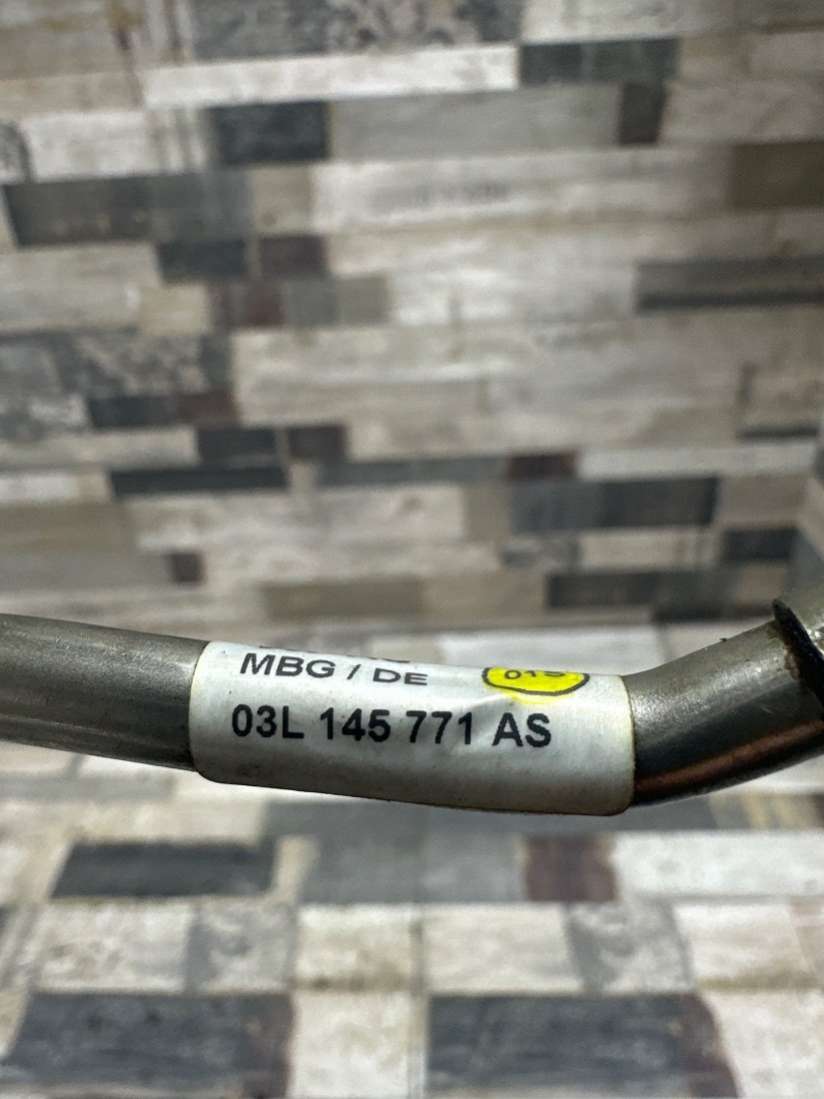 MBG / DE
03L 145 771 AS